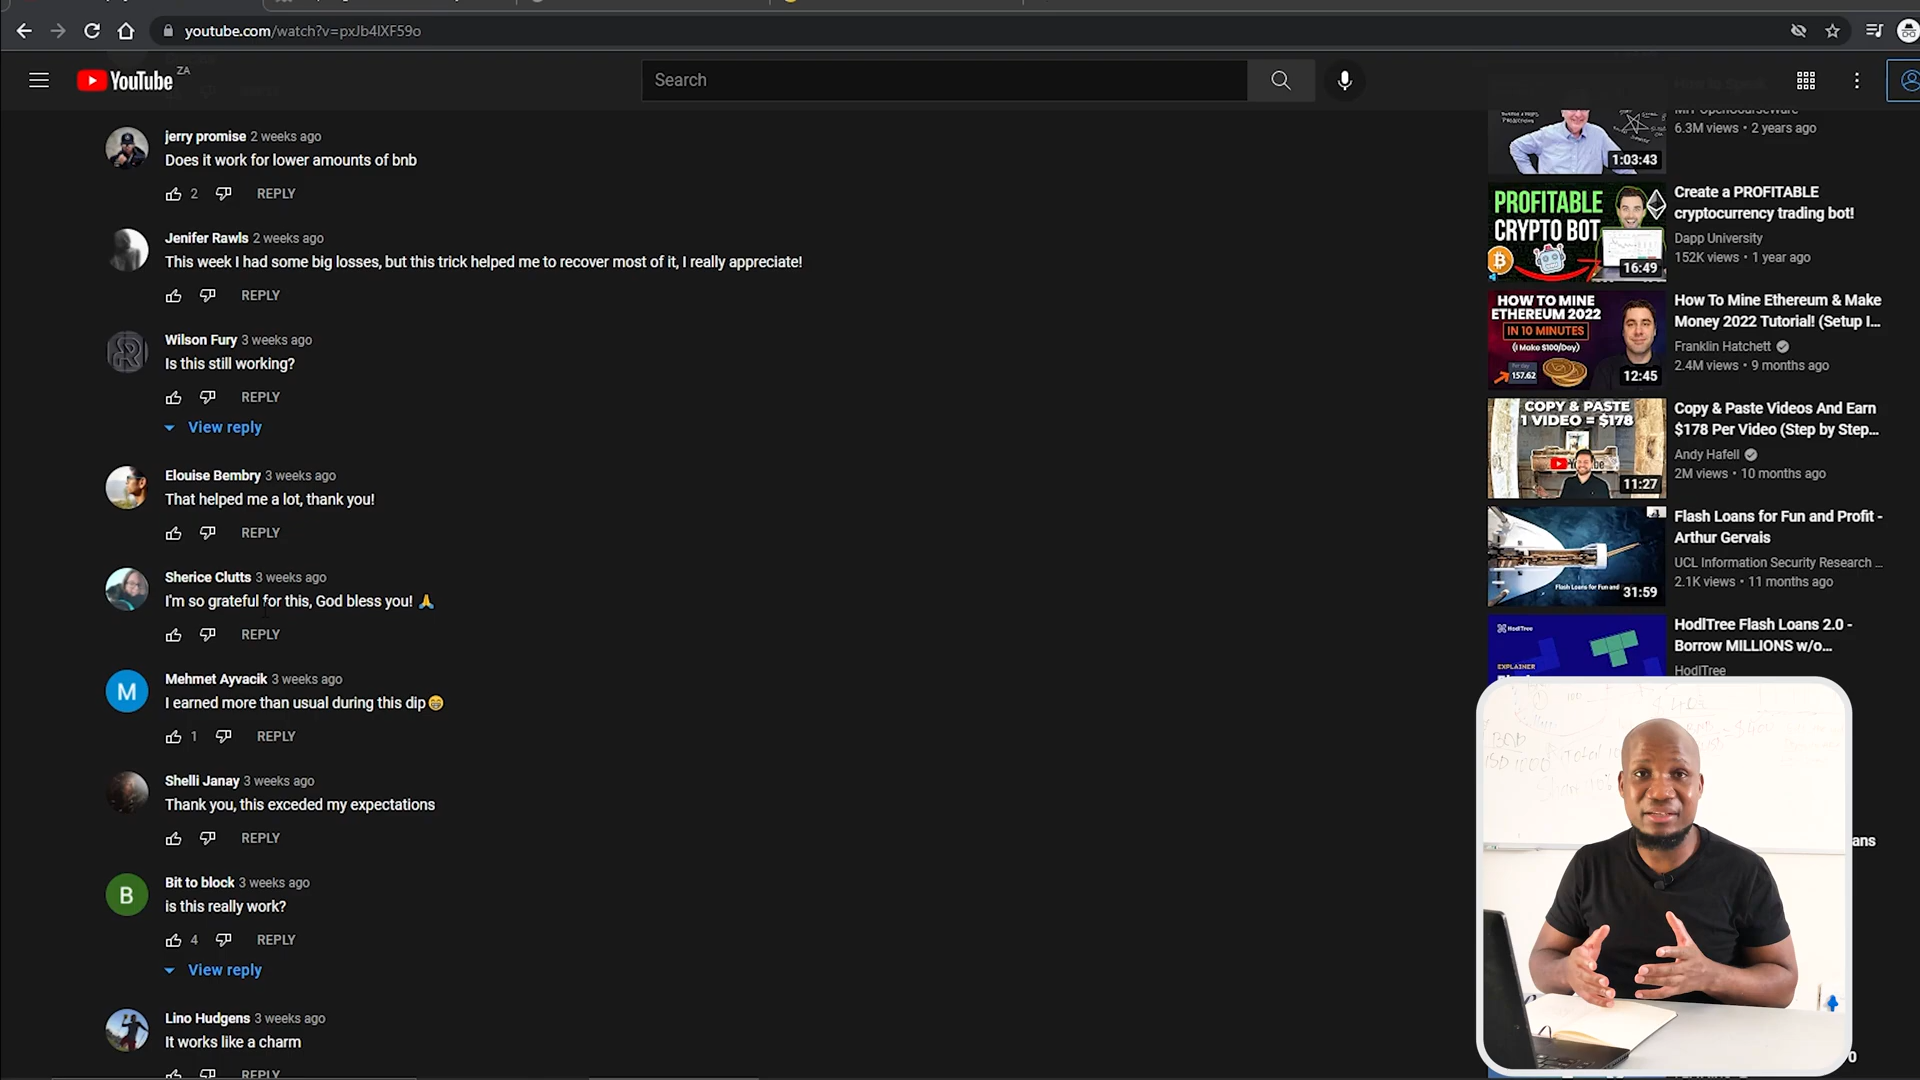 youtube.com/watch?v=pxJb4lXF59o
YouTube ZA
Search
jerry promise 2 weeks ago
Does it work for lower amounts of bnb
2 REPLY
Jenifer Rawls 2 weeks ago
This week I had some big losses, but this trick helped me to recover most of it, I really appreciate!
REPLY
Wilson Fury 3 weeks ago
Is this still working?
REPLY
View reply
Elouise Bembry 3 weeks ago
That helped me a lot, thank you!
REPLY
Sherice Clutts 3 weeks ago
I'm so grateful for this, God bless you! 🙏
REPLY
Mehmet Ayvacik 3 weeks ago
M
I earned more than usual during this dip😁
1 REPLY
Shelli Janay 3 weeks ago
Thank you, this exceded my expectations
REPLY
Bit to block 3 weeks ago
B
is this really work?
4 REPLY
View reply
Lino Hudgens 3 weeks ago
It works like a charm
REPLY
6.3M views • 2 years ago
1:03:43
PROFITABLE
CRYPTO BOT
16:49
Create a PROFITABLE
cryptocurrency trading bot!
Dapp University
152K views • 1 year ago
HOW TO MINE
ETHEREUM 2022
IN 10 MINUTES
(I Make $100/Day)
157.62
12:45
How To Mine Ethereum & Make
Money 2022 Tutorial! (Setup I...
Franklin Hatchett
2.4M views • 9 months ago
COPY & PASTE
1 VIDEO = $178
11:27
Copy & Paste Videos And Earn
$178 Per Video (Step by Step...
Andy Hafell
2M views • 10 months ago
Flash Loans for Fun and
31:59
Flash Loans for Fun and Profit -
Arthur Gervais
UCL Information Security Research ...
2.1K views • 11 months ago
HodlTree
EXPLAINER
HodlTree Flash Loans 2.0 -
Borrow MILLIONS w/o...
HodlTree
ans